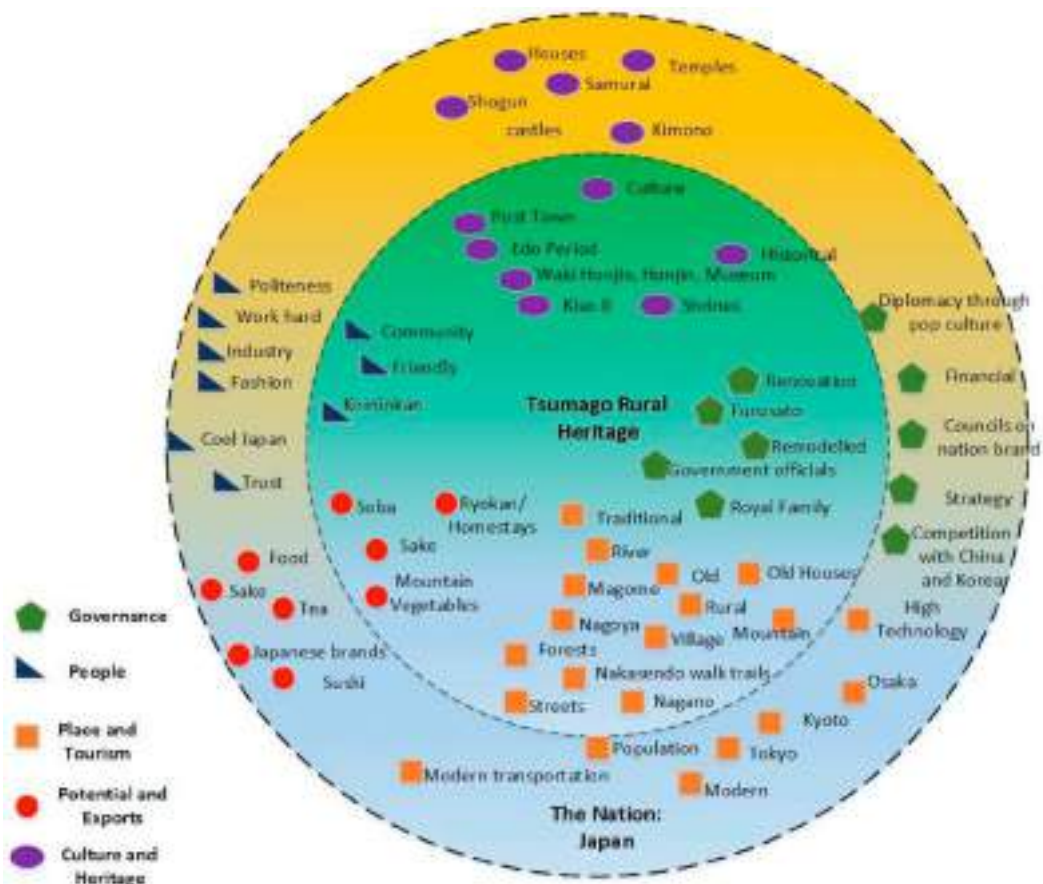 Houses
Temples
Samurai
Shogun
castles
Kimono
Culture
Post Town
Edo Period
Historical
Waki Honjin, Honjin, Museum
Kiso Ji
Shrines
Politeness
Work hard
Industry
Fashion
Cool Japan
Trust
Community
Friendly
Kominkan
Tsumago Rural
Heritage
Diplomacy through
pop culture
Financial
Councils on
nation brand
Strategy
Competition
with China
and Korea
Renovation
Furusato
Remodelled
Government officials
Royal Family
Soba
Ryokan/
Homestays
Sake
Mountain
Vegetables
Food
Sake
Tea
Japanese brands
Sushi
Traditional
River
Magome
Old
Old Houses
Rural
Nagoya
Village
Mountain
Forests
Nakasendo walk trails
Streets
Nagano
High
Technology
Osaka
Kyoto
Population
Tokyo
Modern transportation
Modern
The Nation:
Japan
Governance
People
Place and
Tourism
Potential and
Exports
Culture and
Heritage